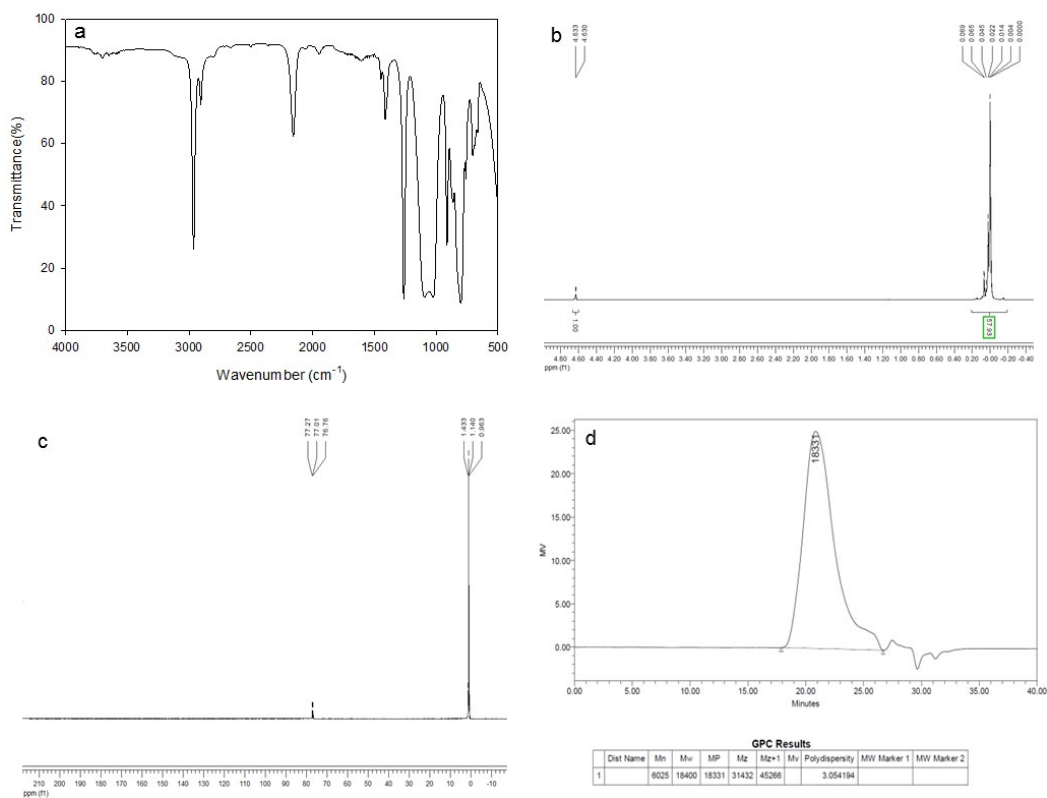 a
100
80
60
40
20
0
Transmittance(%)
4000 3500 3000 2500 2000 1500 1000 500
Wavenumber (cm-1)
b
4.633
4.630
0.069
0.065
0.045
0.022
0.014
0.004
0.000
1.00
57.93
4.80 4.60 4.40 4.20 4.00 3.80 3.60 3.40 3.20 3.00 2.80 2.60 2.40 2.20 2.00 1.80 1.60 1.40 1.20 1.00 0.80 0.60 0.40 0.20 -0.00 -0.20 -0.40
ppm (f1)
c
77.27
77.01
76.76
1.433
1.140
0.963
210 200 190 180 170 160 150 140 130 120 110 100 90 80 70 60 50 40 30 20 10 0 -10
ppm (f1)
d
18331
MV
25.00
20.00
15.00
10.00
5.00
0.00
0.00 5.00 10.00 15.00 20.00 25.00 30.00 35.00 40.00
Minutes
GPC Results
Dist Name Mn Mw MP Mz Mz+1 Mv Polydispersity MW Marker 1 MW Marker 2
1 6025 18400 18331 31432 45266 3.054194